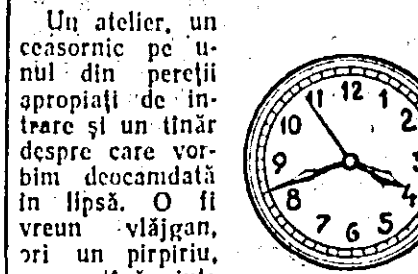 Un atelier, un
ceasornic pe u-
nul din pereții
apropiați de in-
trare și un tînăr
despre care vor-
bim deocamdată
în lipsă. O fi
vreun vlăjgan,
ori un pirpiriu,
11 12 1
10 2
9 3
8 4
7 6 5